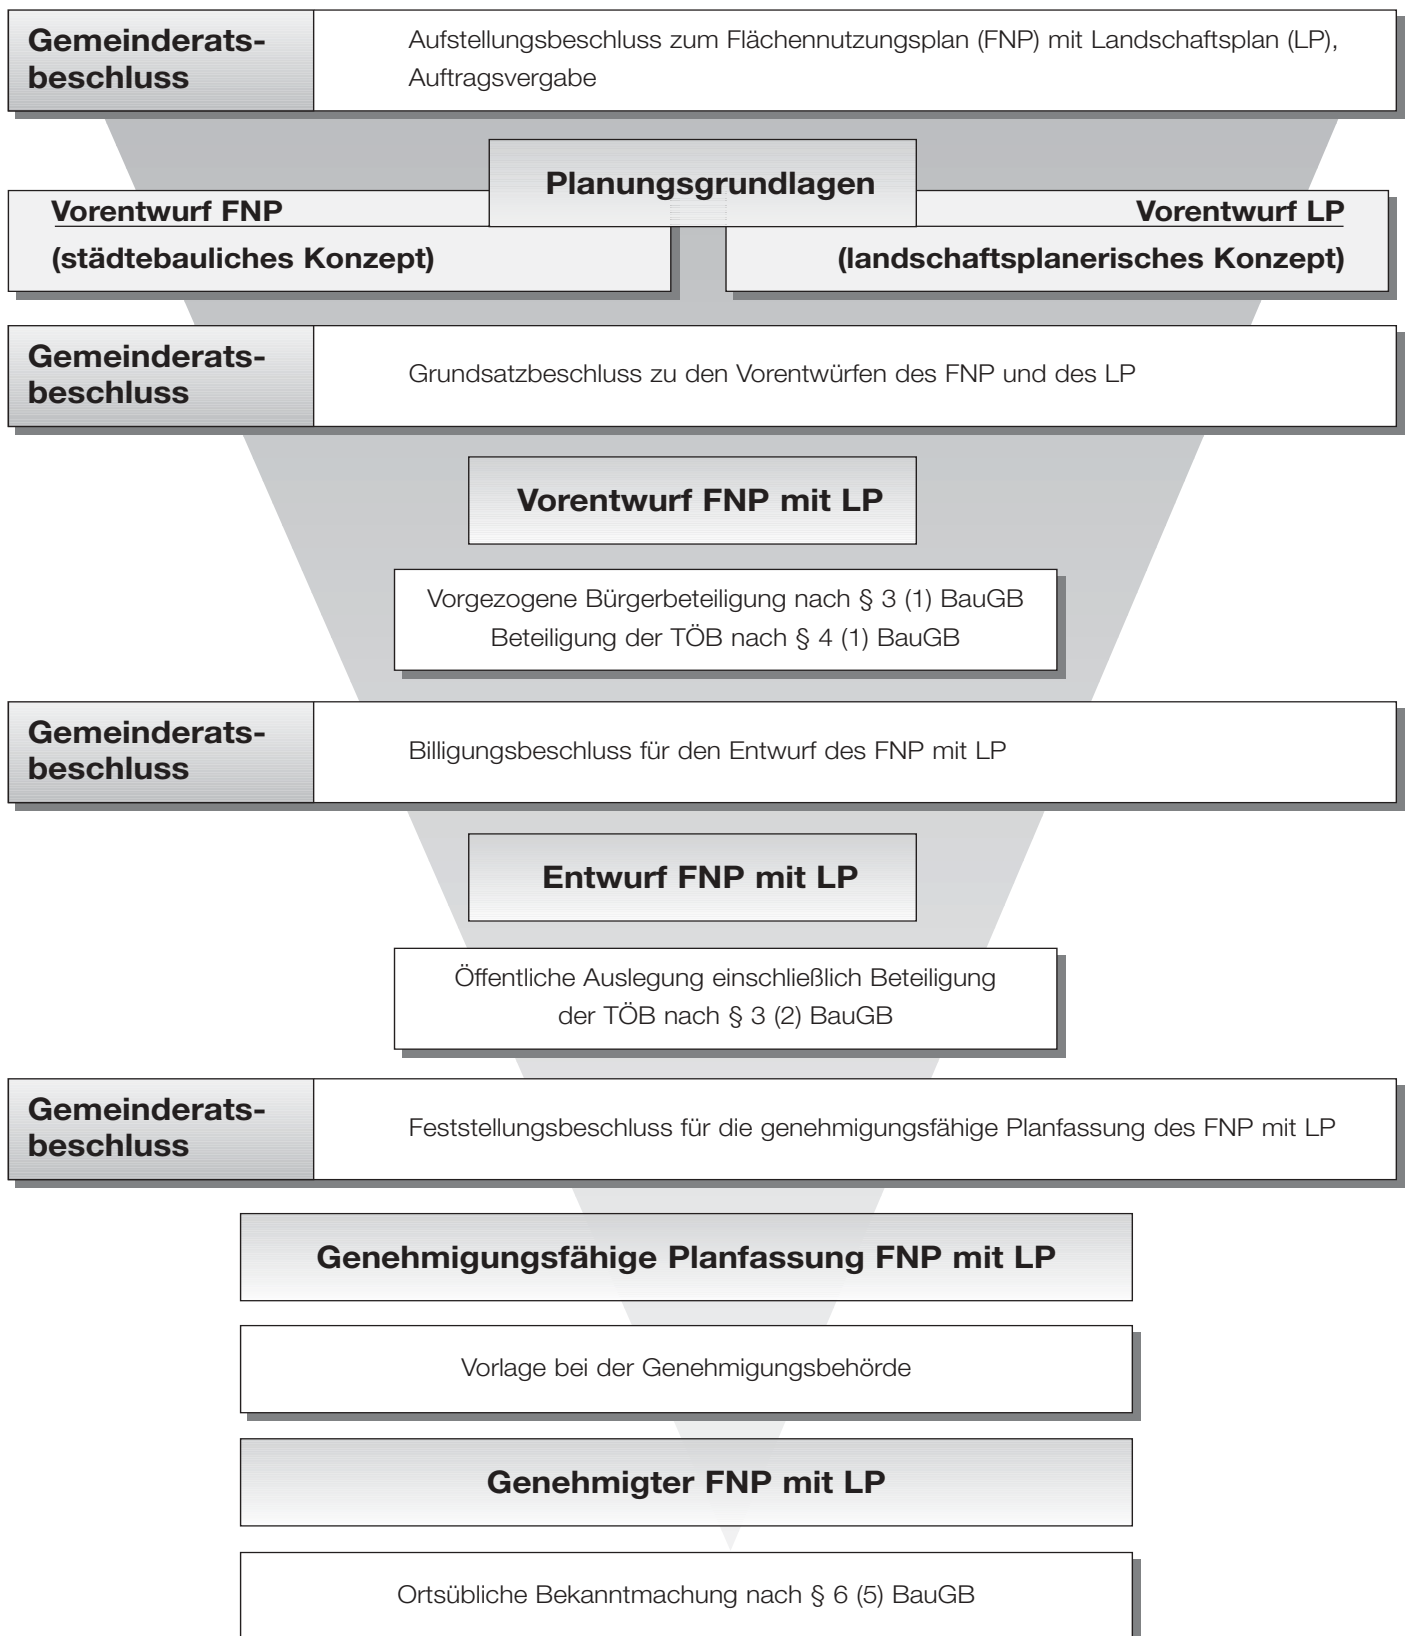 Gemeinderats-
beschluss
Aufstellungsbeschluss zum Flächennutzungsplan (FNP) mit Landschaftsplan (LP),
Auftragsvergabe
Planungsgrundlagen
Vorentwurf FNP
(städtebauliches Konzept)
Vorentwurf LP
(landschaftsplanerisches Konzept)
Gemeinderats-
beschluss
Grundsatzbeschluss zu den Vorentwürfen des FNP und des LP
Vorentwurf FNP mit LP
Vorgezogene Bürgerbeteiligung nach § 3 (1) BauGB
Beteiligung der TÖB nach § 4 (1) BauGB
Gemeinderats-
beschluss
Billigungsbeschluss für den Entwurf des FNP mit LP
Entwurf FNP mit LP
Öffentliche Auslegung einschließlich Beteiligung
der TÖB nach § 3 (2) BauGB
Gemeinderats-
beschluss
Feststellungsbeschluss für die genehmigungsfähige Planfassung des FNP mit LP
Genehmigungsfähige Planfassung FNP mit LP
Vorlage bei der Genehmigungsbehörde
Genehmigter FNP mit LP
Ortsübliche Bekanntmachung nach § 6 (5) BauGB